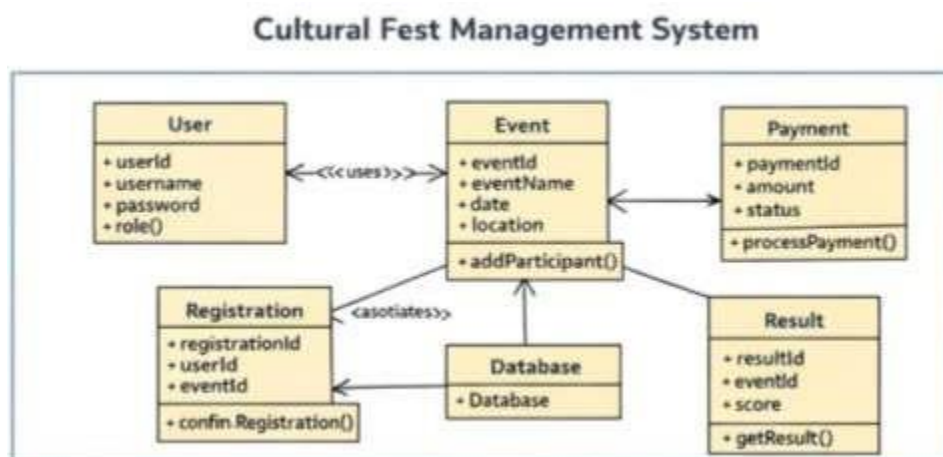 Cultural Fest Management System
User
+ userId
+ username
+ password
+ role()
<<uses>>
Event
+ eventId
+ eventName
+ date
+ location
+ addParticipant()
Payment
+ paymentId
+ amount
+ status
+ processPayment()
Registration
+ registrationId
+ userId
+ eventId
+ confin.Registration()
<asotiates>>
Database
+ Database
Result
+ resultId
+ eventId
+ score
+ getResult()